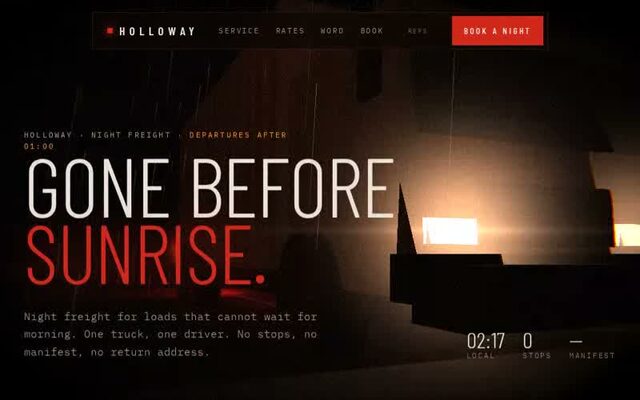 HOLLOWAY SERVICE RATES WORD BOOK REFS BOOK A NIGHT
HOLLOWAY · NIGHT FREIGHT · DEPARTURES AFTER
01:00
GONE BEFORE
SUNRISE.
Night freight for loads that cannot wait for
morning. One truck, one driver. No stops, no
manifest, no return address.
02:17 0 —
LOCAL STOPS MANIFEST